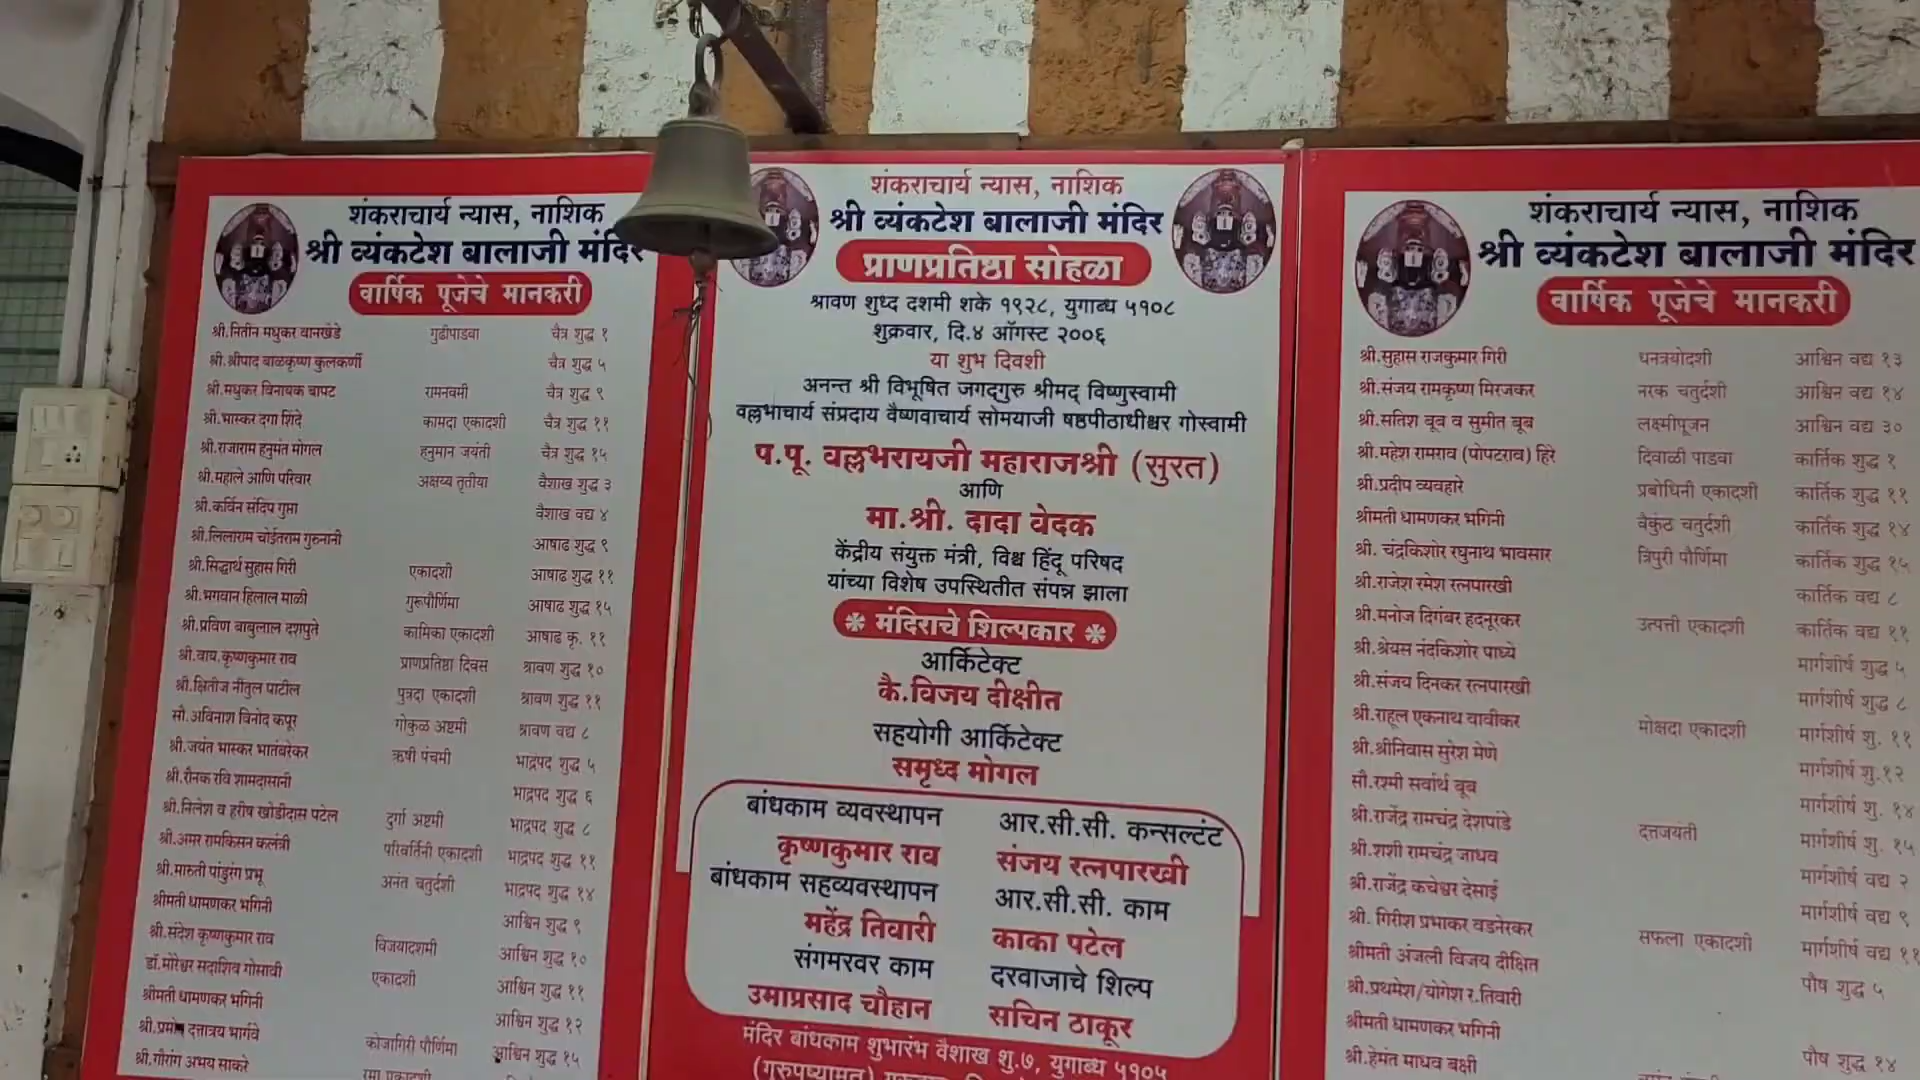 शंकराचार्य न्यास, नाशिक
श्री व्यंकटेश बालाजी मंदिर
वार्षिक पूजेचे मानकरी
श्री.नितीन मधुकर वानखेडे गुढीपाडवा चैत्र शुद्ध १
श्री.श्रीपाद बाळकृष्ण कुलकर्णी चैत्र शुद्ध ५
श्री.मधुकर विनायक बापट रामनवमी चैत्र शुद्ध ९
श्री.भास्कर दगा शिंदे कामदा एकादशी चैत्र शुद्ध ११
श्री.राजाराम हनुमंत मोगल हनुमान जयंती चैत्र शुद्ध १५
श्री.महाले आणि परिवार अक्षय्य तृतीया वैशाख शुद्ध ३
श्री.कर्विन संदिप गुप्ता वैशाख वद्य ४
श्री.लिलाराम चोईतराम गुरुनानी आषाढ शुद्ध ९
श्री.सिद्धार्थ सुहास गिरी एकादशी आषाढ शुद्ध ११
श्री.भगवान हिलाल माळी गुरूपौर्णिमा आषाढ शुद्ध १५
श्री.प्रविण बाबुलाल दशपुते कामिका एकादशी आषाढ कृ. ११
श्री.वाय.कृष्णकुमार राव प्राणप्रतिष्ठा दिवस श्रावण शुद्ध १०
श्री.क्षितीज नीतुल पाटील पुत्रदा एकादशी श्रावण शुद्ध ११
सौ.अविनाश विनोद कपूर गोकुळ अष्टमी श्रावण वद्य ८
श्री.जयंत भास्कर भातंबरेकर ऋषी पंचमी भाद्रपद शुद्ध ५
श्री.रौनक रवि शामदासानी भाद्रपद शुद्ध ६
श्री.निलेश व हरीष खोडीदास पटेल दुर्गा अष्टमी भाद्रपद शुद्ध ८
श्री.अमर रामकिसन कलंत्री परिवर्तिनी एकादशी भाद्रपद शुद्ध ११
श्री.मारुती पांडुरंग प्रभू अनंत चतुर्दशी भाद्रपद शुद्ध १४
श्रीमती धामणकर भगिनी आश्विन शुद्ध ९
श्री.संदेश कृष्णकुमार राव विजयादशमी आश्विन शुद्ध १०
डॉ.मोरेश्वर सदाशिव गोसावी एकादशी आश्विन शुद्ध ११
श्रीमती धामणकर भगिनी आश्विन शुद्ध १२
श्री.प्रमोद दत्तात्रय भार्गवे कोजागिरी पौर्णिमा आश्विन शुद्ध १५
श्री.गौरांग अभय साकरे रमा एकादशी
शंकराचार्य न्यास, नाशिक
श्री व्यंकटेश बालाजी मंदिर
प्राणप्रतिष्ठा सोहळा
श्रावण शुध्द दशमी शके १९२८, युगाब्ध ५१०८
शुक्रवार, दि.४ ऑगस्ट २००६
या शुभ दिवशी
अनन्त श्री विभूषित जगद्‌गुरु श्रीमद् विष्णुस्वामी
वल्लभाचार्य संप्रदाय वैष्णवाचार्य सोमयाजी षष्ठपीठाधीश्वर गोस्वामी
प.पू. वल्लभरायजी महाराजश्री (सुरत)
आणि
मा.श्री. दादा वेदक
केंद्रीय संयुक्त मंत्री, विश्व हिंदू परिषद
यांच्या विशेष उपस्थितीत संपन्न झाला
❋ मंदिराचे शिल्पकार ❋
आर्किटेक्ट
कै.विजय दीक्षीत
सहयोगी आर्किटेक्ट
समृध्द मोगल
बांधकाम व्यवस्थापन आर.सी.सी. कन्सल्टंट
कृष्णकुमार राव संजय रत्नपारखी
बांधकाम सहव्यवस्थापन आर.सी.सी. काम
महेंद्र तिवारी काका पटेल
संगमरवर काम दरवाजाचे शिल्प
उमाप्रसाद चौहान सचिन ठाकूर
मंदिर बांधकाम शुभारंभ वैशाख शु.७, युगाब्ध ५१०५
(गुरुपुष्यामृत)
शंकराचार्य न्यास, नाशिक
श्री व्यंकटेश बालाजी मंदिर
वार्षिक पूजेचे मानकरी
श्री.सुहास राजकुमार गिरी धनत्रयोदशी आश्विन वद्य १३
श्री.संजय रामकृष्ण मिरजकर नरक चतुर्दशी आश्विन वद्य १४
श्री.सतिश बूब व सुमीत बूब लक्ष्मीपूजन आश्विन वद्य ३०
श्री.महेश रामराव (पोपटराव) हिरे दिवाळी पाडवा कार्तिक शुद्ध १
श्री.प्रदीप व्यवहारे प्रबोधिनी एकादशी कार्तिक शुद्ध ११
श्रीमती धामणकर भगिनी वैकुंठ चतुर्दशी कार्तिक शुद्ध १४
श्री. चंद्रकिशोर रघुनाथ भावसार त्रिपुरी पौर्णिमा कार्तिक शुद्ध १५
श्री.राजेश रमेश रत्नपारखी कार्तिक वद्य ८
श्री.मनोज दिगंबर हदनूरकर उत्पत्ती एकादशी कार्तिक वद्य ११
श्री.श्रेयस नंदकिशोर पाध्ये मार्गशीर्ष शुद्ध ५
श्री.संजय दिनकर रत्नपारखी मार्गशीर्ष शुद्ध ८
श्री.राहूल एकनाथ वावीकर मोक्षदा एकादशी मार्गशीर्ष शु. ११
श्री.श्रीनिवास सुरेश मेणे मार्गशीर्ष शु.१२
सौ.रश्मी सर्वार्थ बूब मार्गशीर्ष शु. १४
श्री.राजेंद्र रामचंद्र देशपांडे दत्तजयंती मार्गशीर्ष शु. १५
श्री.शशी रामचंद्र जाधव मार्गशीर्ष वद्य २
श्री.राजेंद्र कचेश्वर देसाई मार्गशीर्ष वद्य ९
श्री. गिरीश प्रभाकर वडनेरकर सफला एकादशी मार्गशीर्ष वद्य ११
श्रीमती अंजली विजय दीक्षित पौष शुद्ध ५
श्री.प्रथमेश/योगेश र.तिवारी
श्रीमती धामणकर भगिनी
श्री.हेमंत माधव बक्षी पौष शुद्ध १४